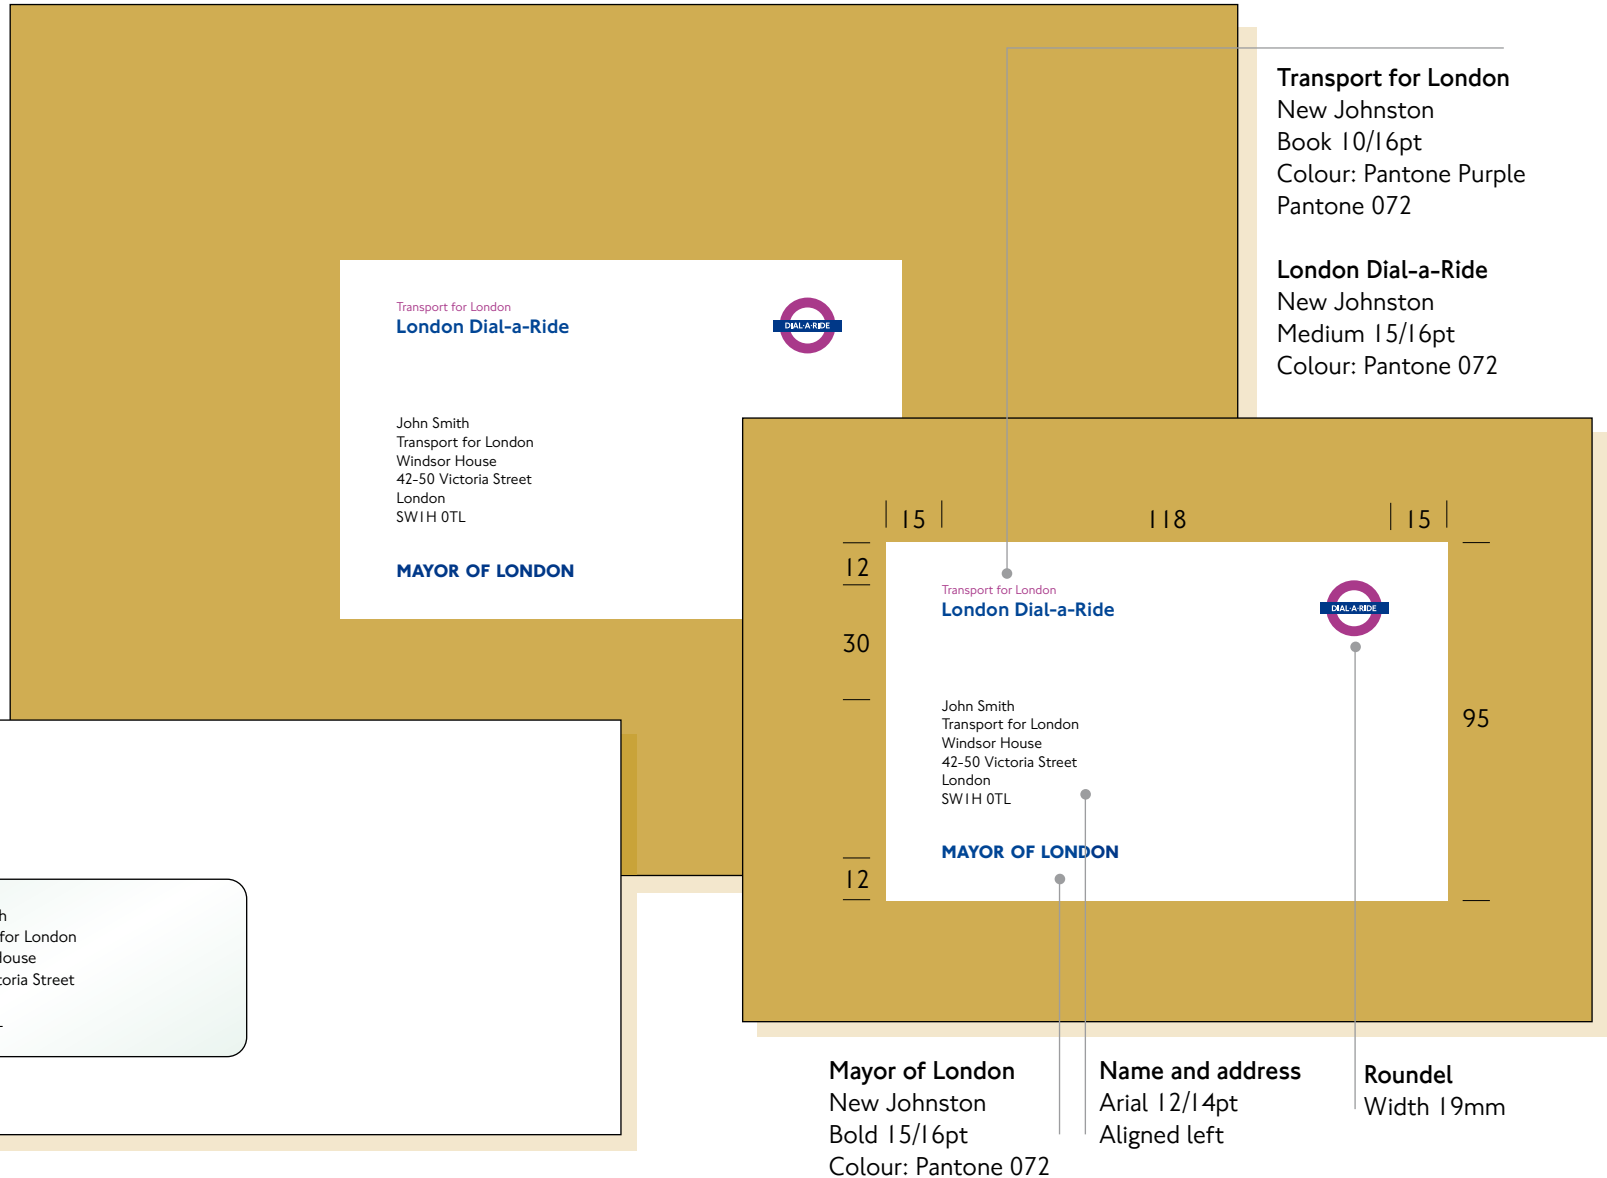 Transport for London
New Johnston
Book 10/16pt
Colour: Pantone Purple
Pantone 072
London Dial-a-Ride
New Johnston
Medium 15/16pt
Colour: Pantone 072
Transport for London
London Dial-a-Ride
DIAL·A·RIDE
John Smith
Transport for London
Windsor House
42-50 Victoria Street
London
SW1H 0TL
MAYOR OF LONDON
15 118 15
12
30
12
95
Transport for London
London Dial-a-Ride
DIAL·A·RIDE
John Smith
Transport for London
Windsor House
42-50 Victoria Street
London
SW1H 0TL
MAYOR OF LONDON
h
for London
House
toria Street
Mayor of London
New Johnston
Bold 15/16pt
Colour: Pantone 072
Name and address
Arial 12/14pt
Aligned left
Roundel
Width 19mm